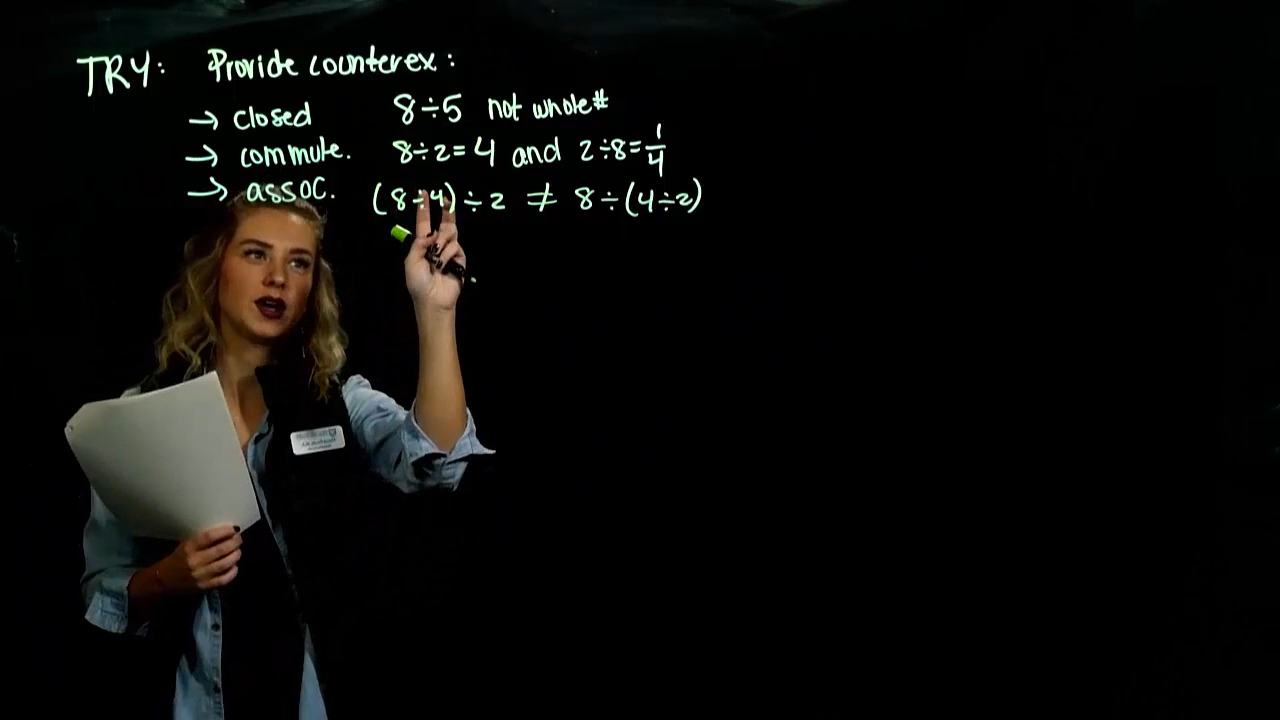 TRY: Provide counterex:
→ closed 8÷5 not whole#
→ commute. 8÷2=4 and 2÷8=1/4
→ assoc. (8÷4)÷2 ≠ 8÷(4÷2)